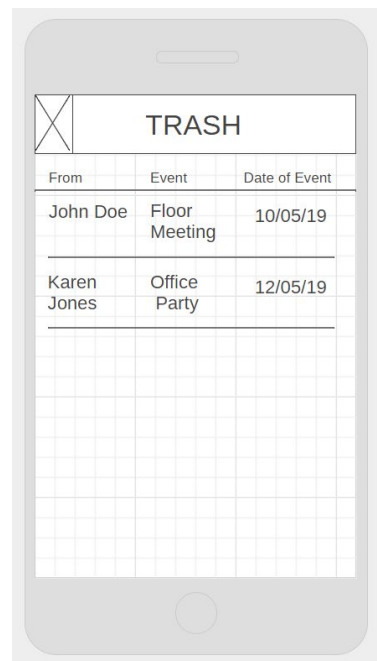 TRASH
From Event Date of Event
John Doe Floor Meeting 10/05/19
Karen Jones Office Party 12/05/19